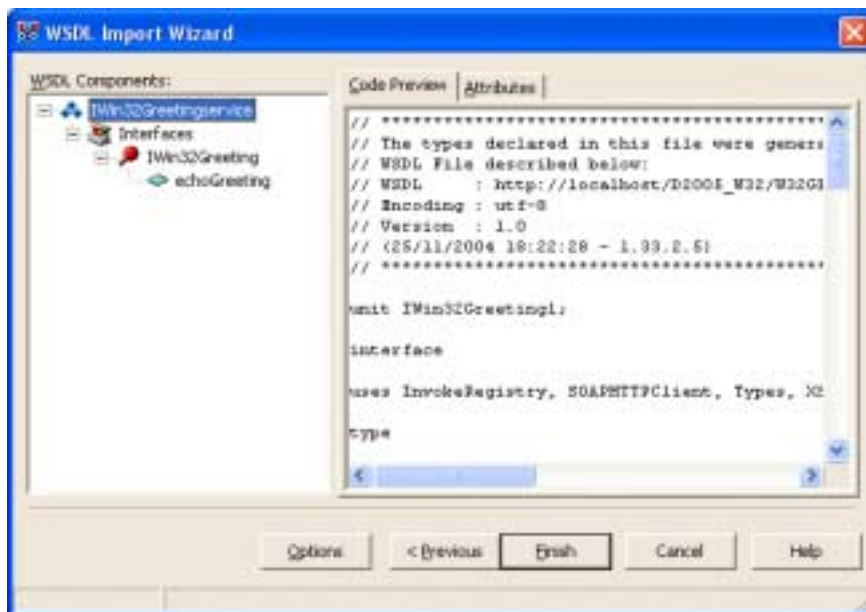 WSDL Import Wizard
WSDL Components:
IWin32Greetingservice
Interfaces
IWin32Greeting
echoGreeting
Code Preview
Attributes
// ******************************************
// The types declared in this file were genera
// WSDL File described below:
// WSDL     : http://localhost/D2005_W32/W32G
// Encoding : utf-8
// Version  : 1.0
// (25/11/2004 18:22:28 - 1.33.2.5)
// ******************************************
unit IWin32Greeting1;
interface
uses InvokeRegistry, SOAPHTTPClient, Types, XS
type
Options
< Previous
Finish
Cancel
Help